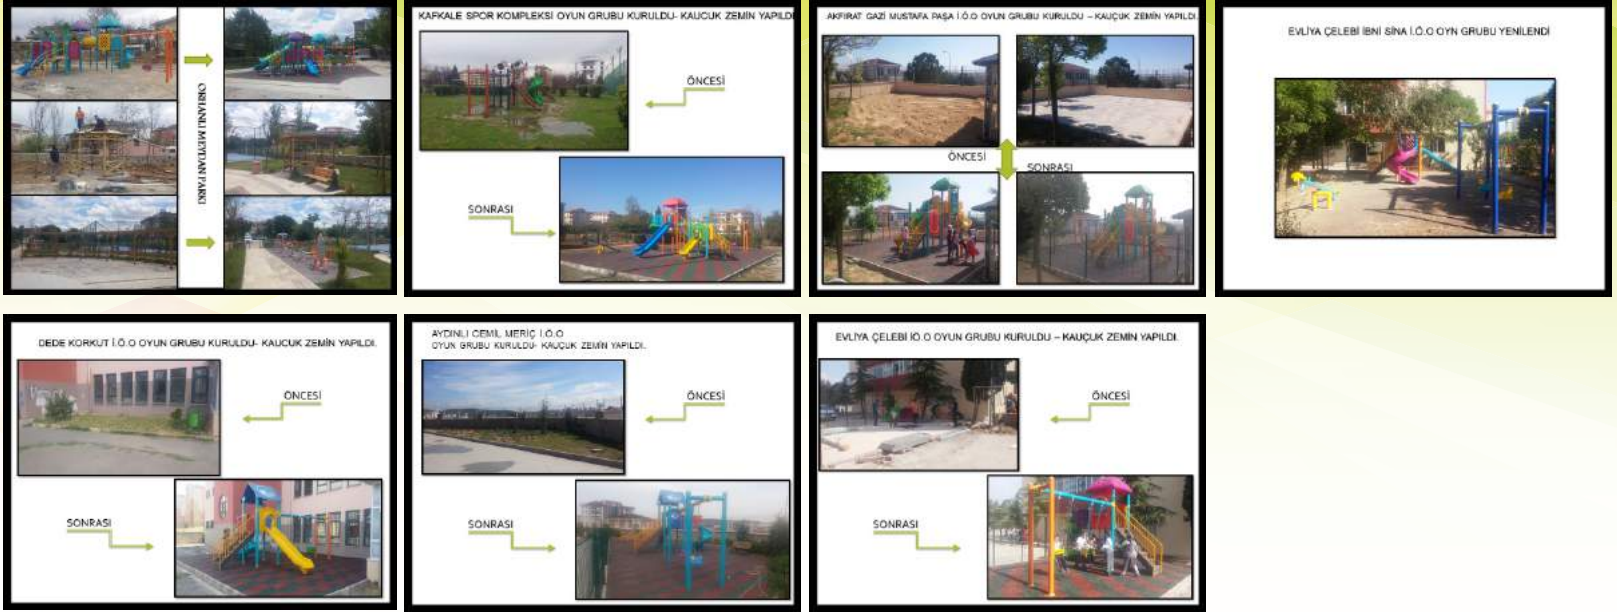 ORHANLI MEYDAN PARKI
KAFKALE SPOR KOMPLEKSİ OYUN GRUBU KURULDU- KAUCUK ZEMİN YAPILDI
ÖNCESİ
SONRASI
AKFIRAT GAZİ MUSTAFA PAŞA İ.Ö.O OYUN GRUBU KURULDU – KAUÇUK ZEMİN YAPILDI.
ÖNCESİ
SONRASI
EVLİYA ÇELEBİ İBNİ SİNA İ.Ö.O OYN GRUBU YENİLENDİ
DEDE KORKUT İ.Ö.O OYUN GRUBU KURULDU- KAUCUK ZEMİN YAPILDI.
ÖNCESİ
SONRASI
AYDINLI CEMİL MERİÇ İ.Ö.O
OYUN GRUBU KURULDU- KAUÇUK ZEMİN YAPILDI.
ÖNCESİ
SONRASI
EVLİYA ÇELEBİ İÖ.O OYUN GRUBU KURULDU – KAUÇUK ZEMİN YAPILDI.
ÖNCESİ
SONRASI